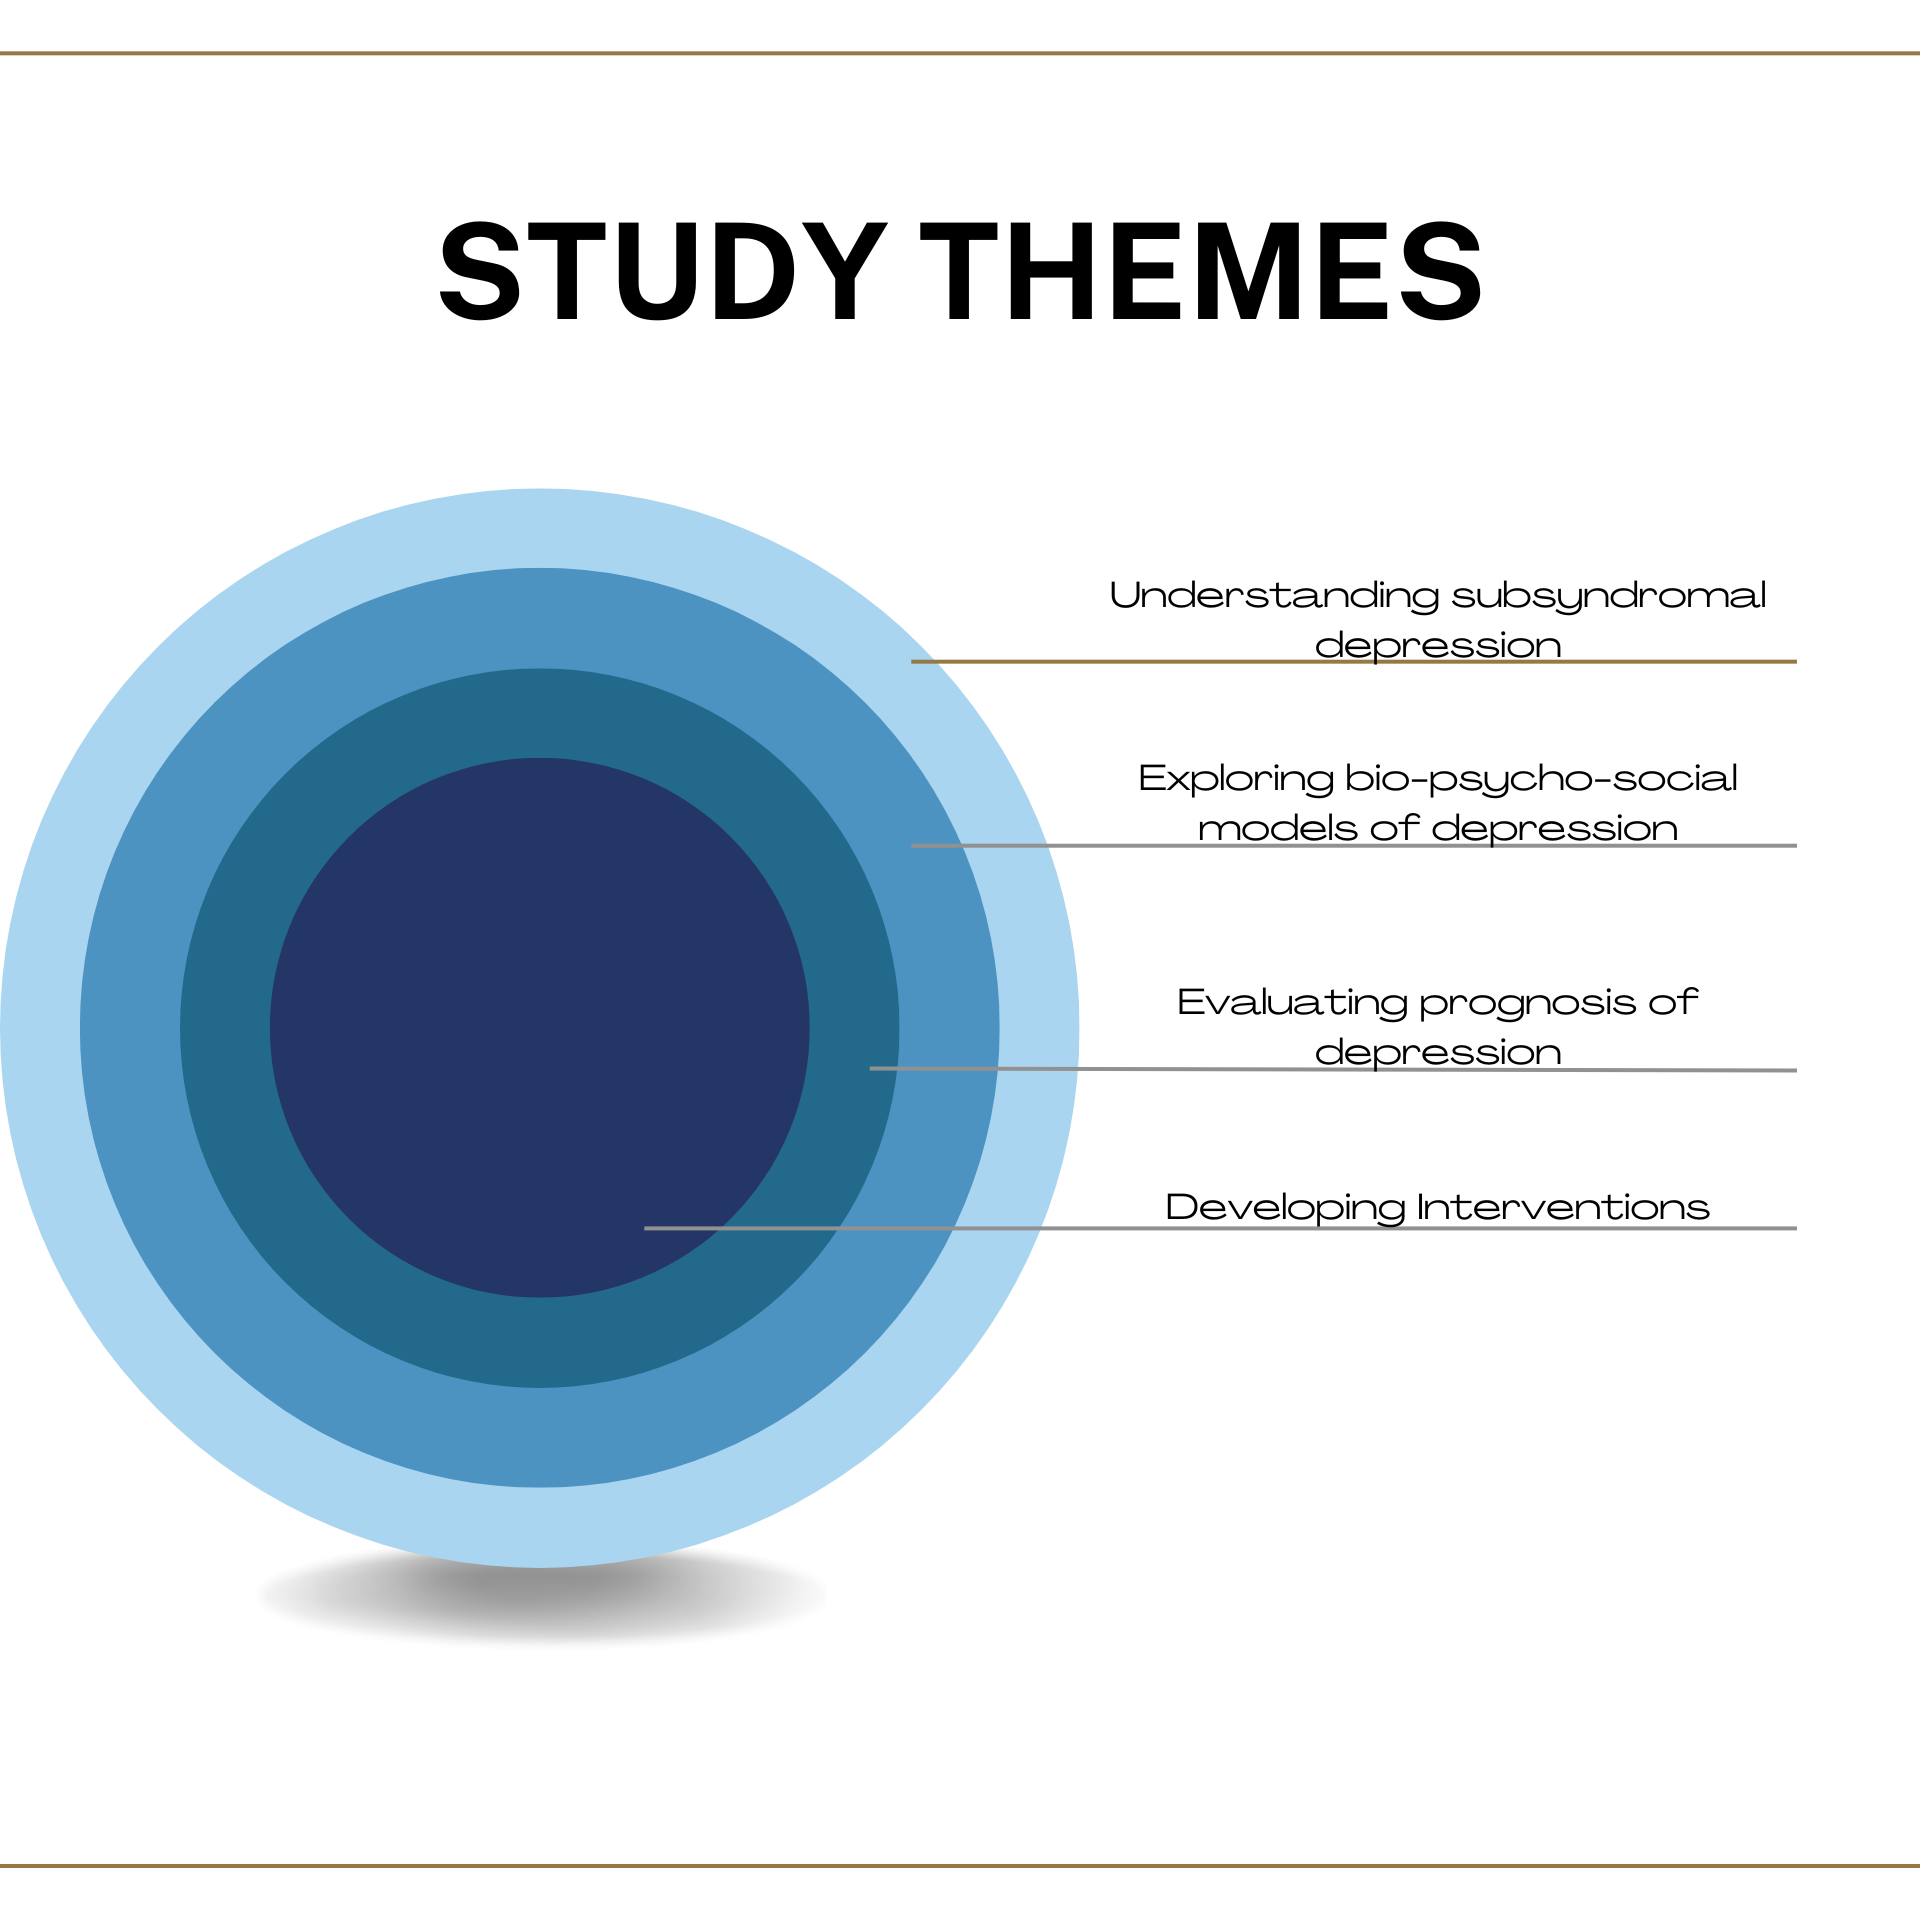 STUDY THEMES
Understanding subsyndromal
depression
Exploring bio-psycho-social
models of depression
Evaluating prognosis of
depression
Developing Interventions